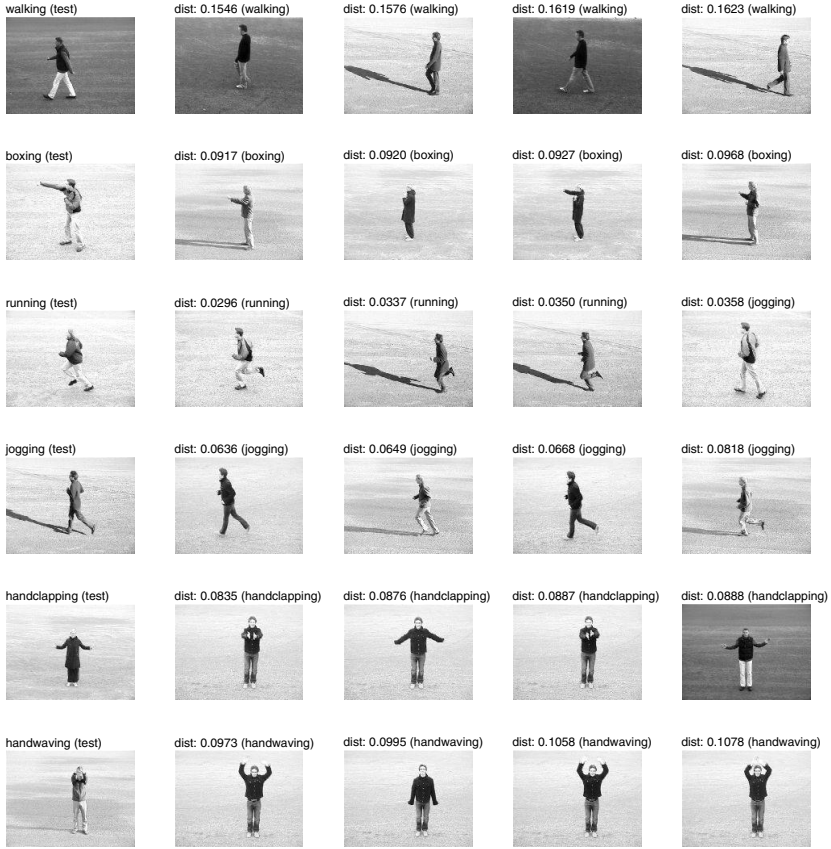 walking (test) dist: 0.1546 (walking) dist: 0.1576 (walking) dist: 0.1619 (walking) dist: 0.1623 (walking)
boxing (test) dist: 0.0917 (boxing) dist: 0.0920 (boxing) dist: 0.0927 (boxing) dist: 0.0968 (boxing)
running (test) dist: 0.0296 (running) dist: 0.0337 (running) dist: 0.0350 (running) dist: 0.0358 (jogging)
jogging (test) dist: 0.0636 (jogging) dist: 0.0649 (jogging) dist: 0.0668 (jogging) dist: 0.0818 (jogging)
handclapping (test) dist: 0.0835 (handclapping) dist: 0.0876 (handclapping) dist: 0.0887 (handclapping) dist: 0.0888 (handclapping)
handwaving (test) dist: 0.0973 (handwaving) dist: 0.0995 (handwaving) dist: 0.1058 (handwaving) dist: 0.1078 (handwaving)